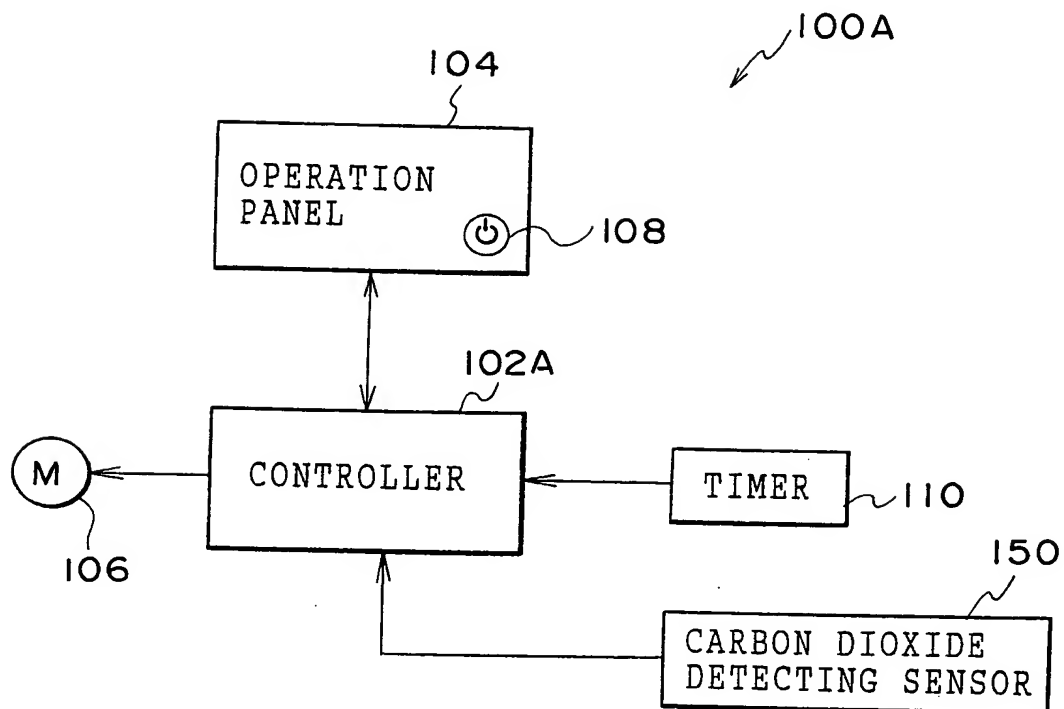 100A
104
OPERATION
PANEL
108
102A
M
CONTROLLER
TIMER
110
106
150
CARBON DIOXIDE
DETECTING SENSOR